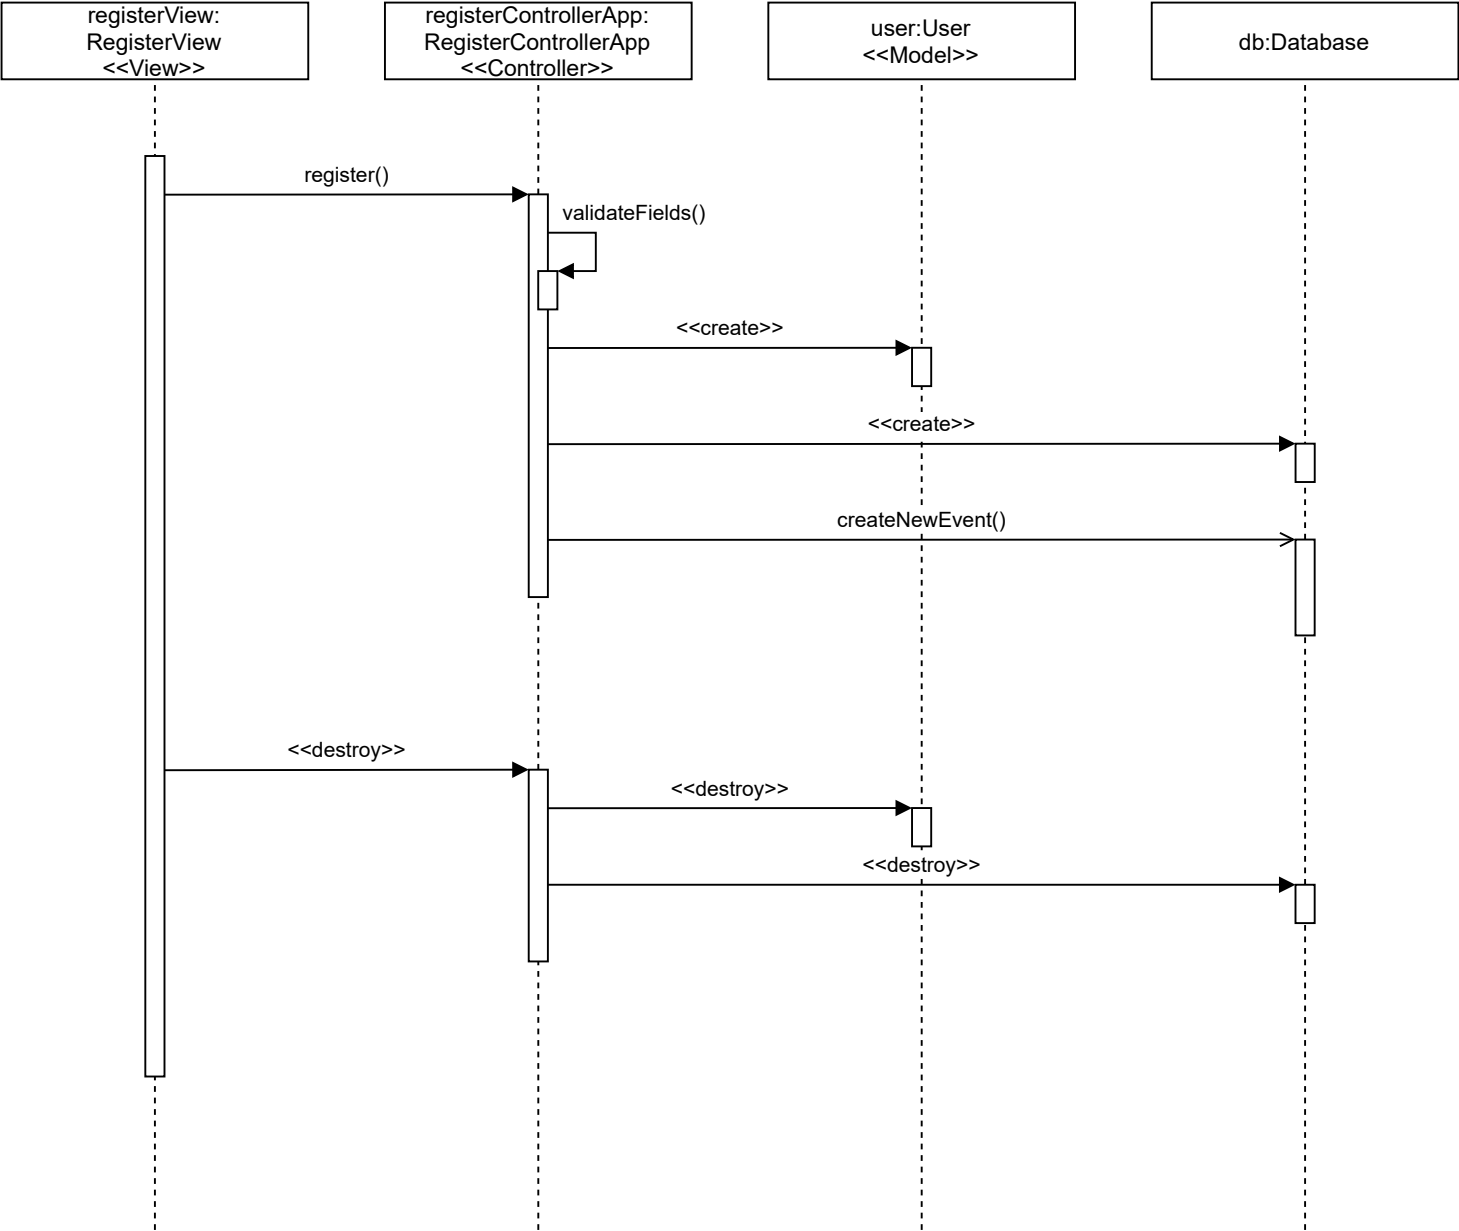 registerView:
RegisterView
<<View>>
registerControllerApp:
RegisterControllerApp
<<Controller>>
user:User
<<Model>>
db:Database
register()
validateFields()
<<create>>
<<create>>
createNewEvent()
<<destroy>>
<<destroy>>
<<destroy>>